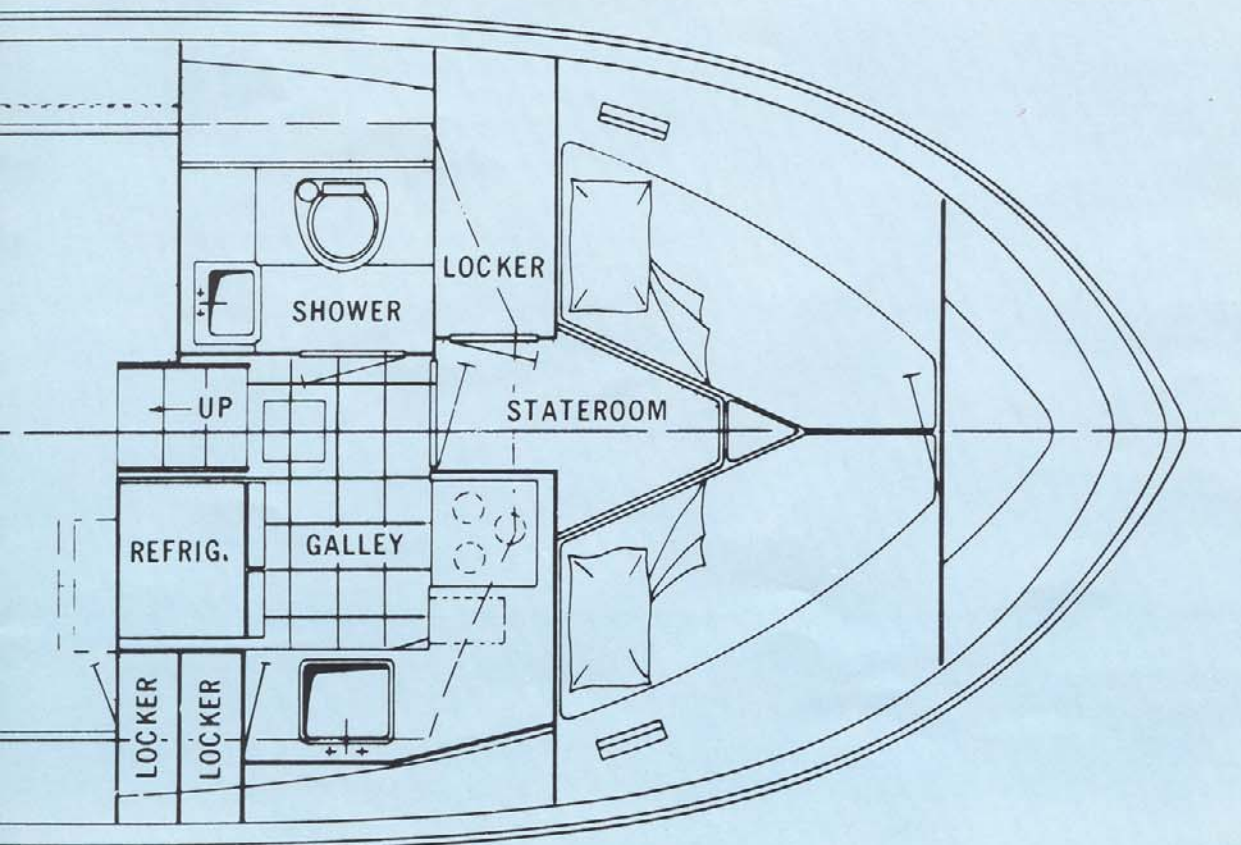 LOCKER
SHOWER
UP
STATEROOM
REFRIG.
GALLEY
LOCKER
LOCKER